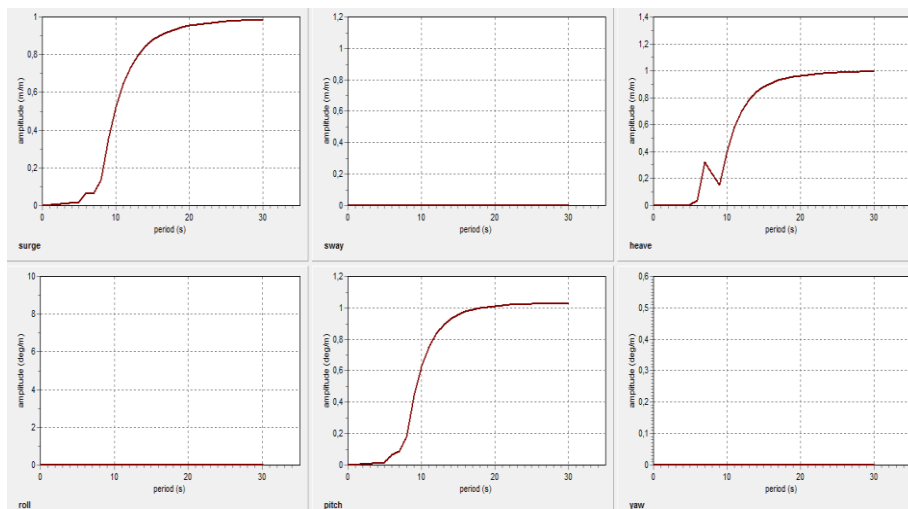 amplitude (m/m)
1
0,8
0,6
0,4
0,2
0
0 10 20 30
period (s)
surge
amplitude (m/m)
1,2
1
0,8
0,6
0,4
0,2
0
0 10 20 30
period (s)
sway
amplitude (m/m)
1,4
1,2
1
0,8
0,6
0,4
0,2
0
0 10 20 30
period (s)
heave
amplitude (deg/m)
10
8
6
4
2
0
0 10 20 30
period (s)
roll
amplitude (deg/m)
1,2
1
0,8
0,6
0,4
0,2
0
0 10 20 30
period (s)
pitch
amplitude (deg/m)
0,6
0,5
0,4
0,3
0,2
0,1
0
0 10 20 30
period (s)
yaw